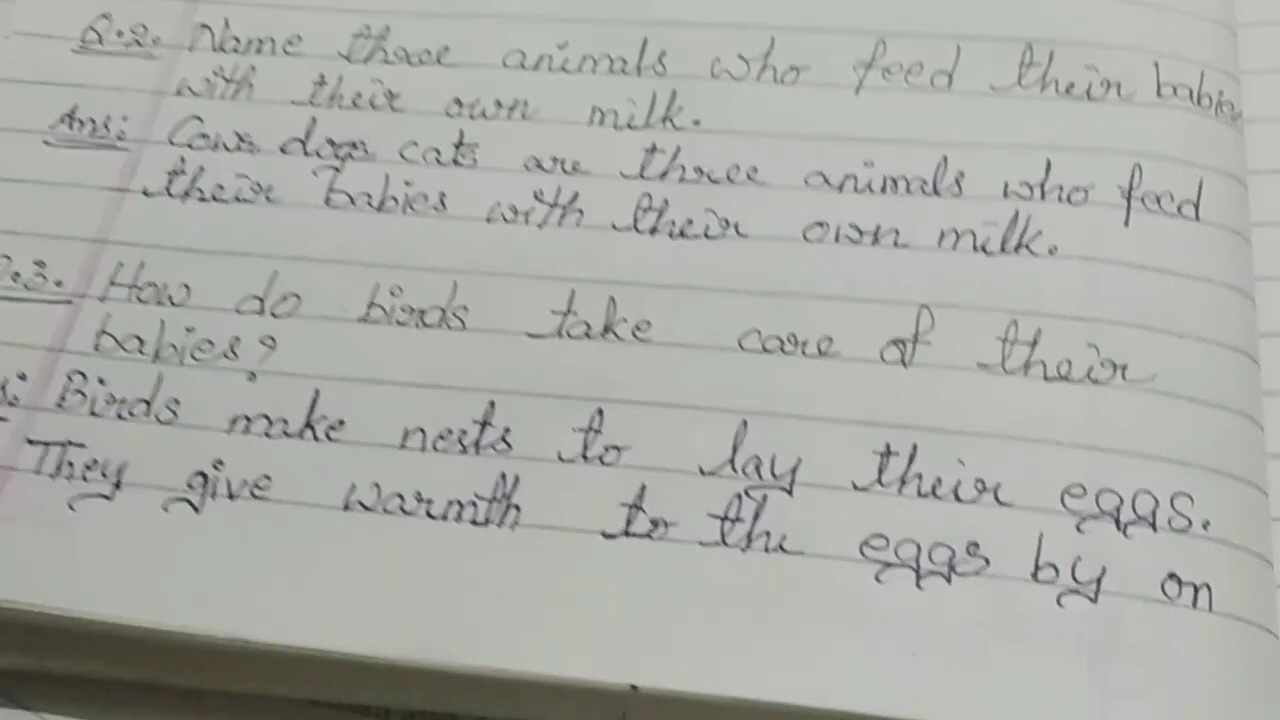 Q.2. Name three animals who feed their babies
with their own milk.
Ans: Cows dogs cats are three animals who feed
their babies with their own milk.
Q.3. How do birds take care of their
babies?
s: Birds make nests to lay their eggs.
They give warmth to the eggs by on